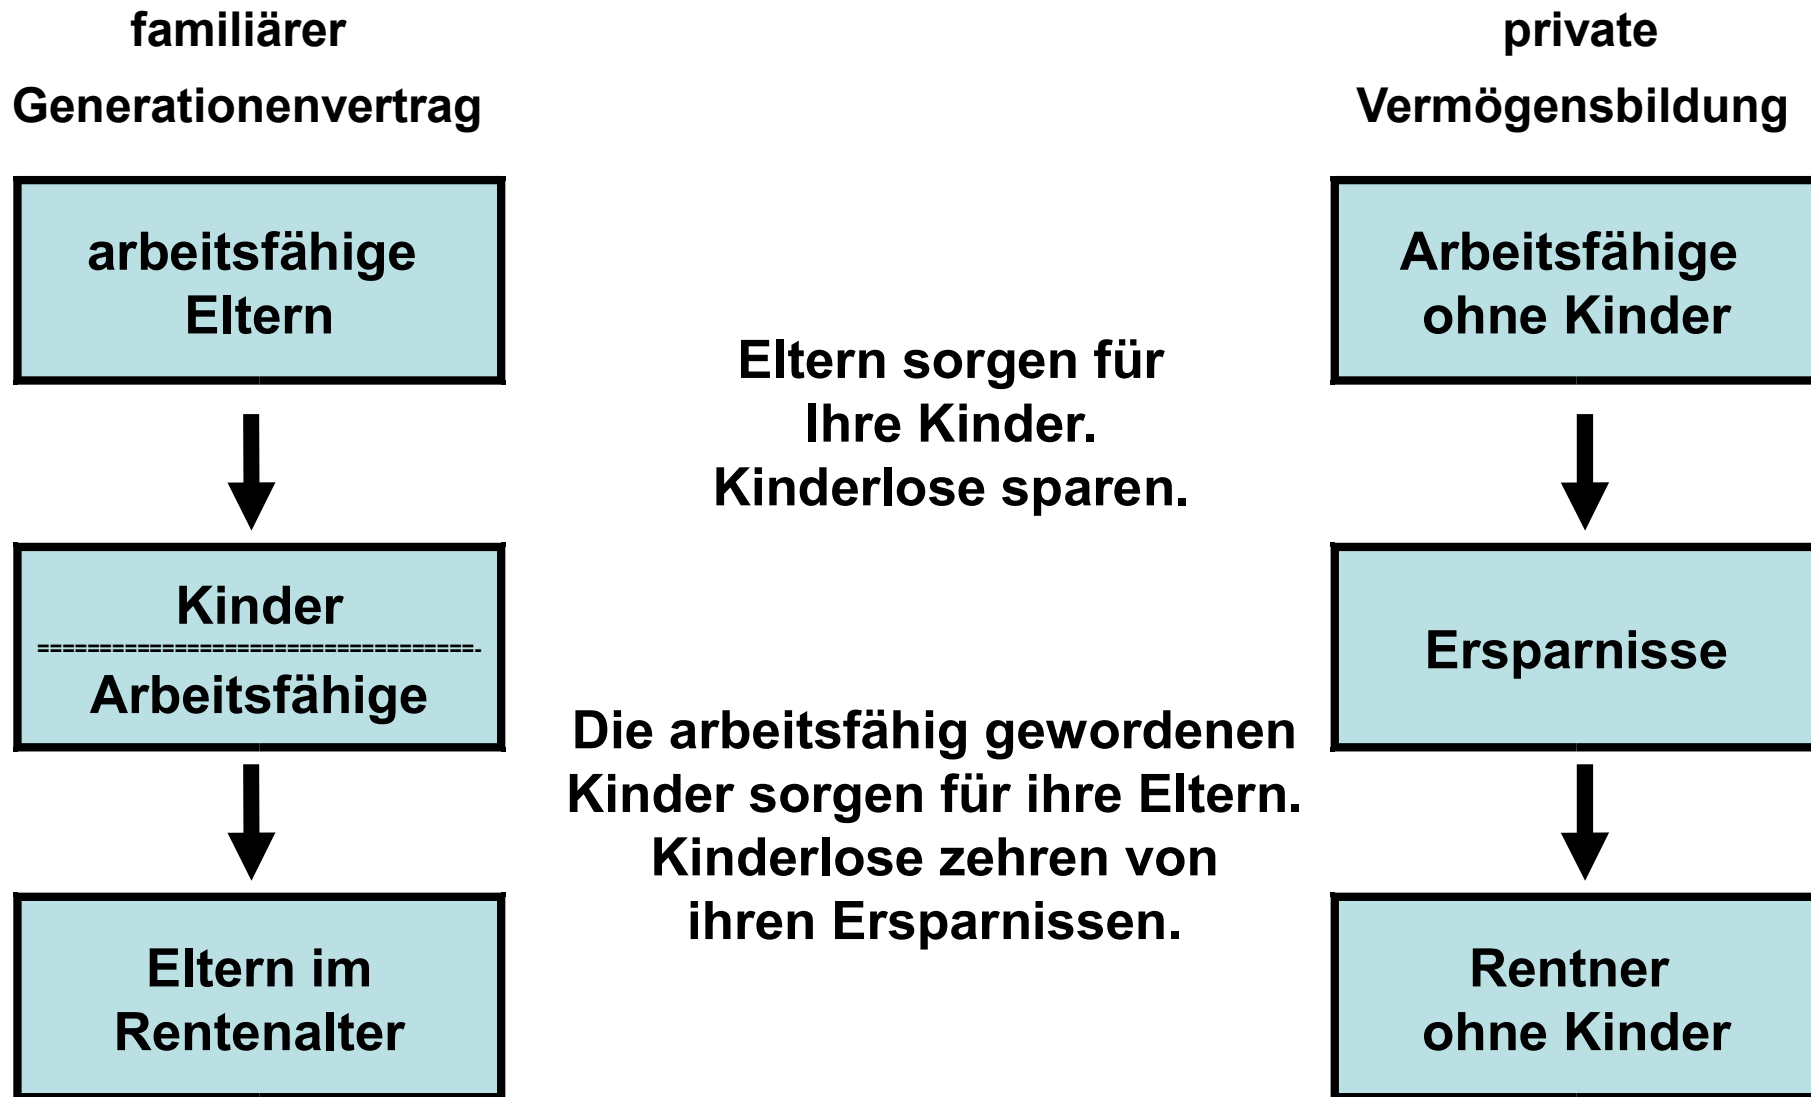 familiärer
Generationenvertrag
private
Vermögensbildung
arbeitsfähige
Eltern
Arbeitsfähige
ohne Kinder
Eltern sorgen für
Ihre Kinder.
Kinderlose sparen.
Kinder
Arbeitsfähige
Ersparnisse
Die arbeitsfähig gewordenen
Kinder sorgen für ihre Eltern.
Kinderlose zehren von
ihren Ersparnissen.
Eltern im
Rentenalter
Rentner
ohne Kinder